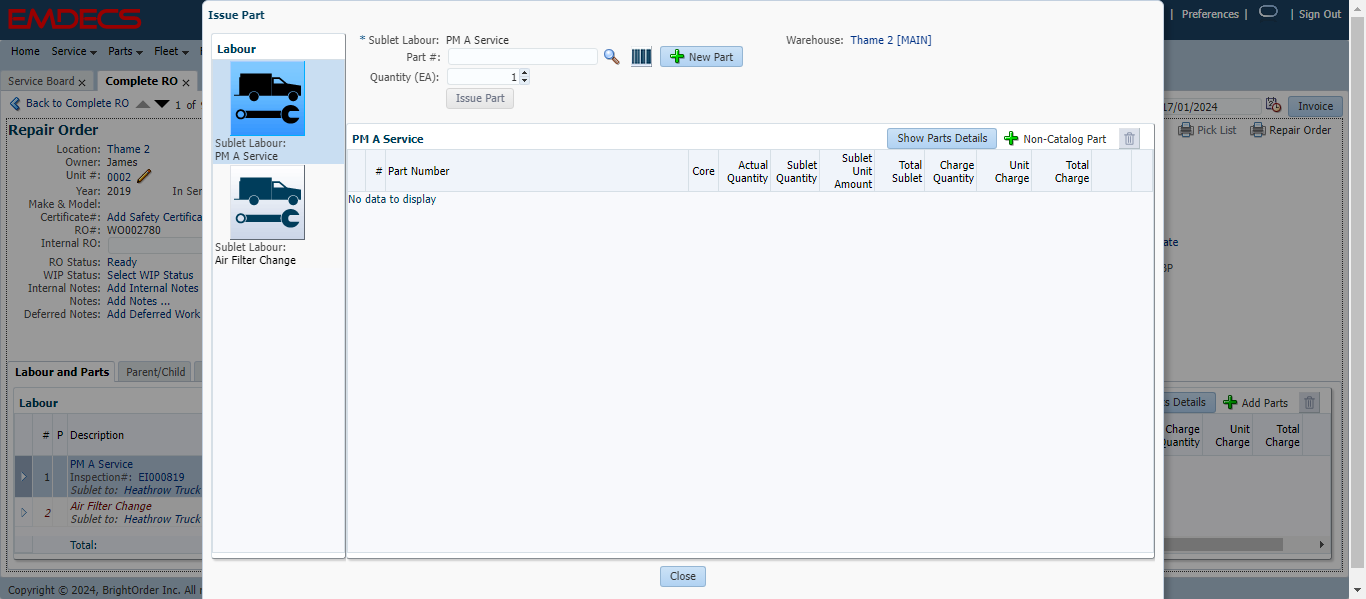 EMDECS
Preferences | | Sign Out
Home Service Parts Fleet
Service Board x Complete RO x
Back to Complete RO 1 of
17/01/2024 Invoice
Pick List Repair Order
Repair Order
Location: Thame 2
Owner: James
Unit #: 0002
Year: 2019 In Ser
Make & Model:
Certificate#: Add Safety Certifica
RO#: WO002780
Internal RO:
RO Status: Ready
WIP Status: Select WIP Status
Internal Notes: Add Internal Notes
Notes: Add Notes ...
Deferred Notes: Add Deferred Work
ate
BP
Labour and Parts Parent/Child
Labour
# P Description
1 PM A Service
Inspection#: EI000819
Sublet to: Heathrow Truck
2 Air Filter Change
Sublet to: Heathrow Truck
Total:
s Details Add Parts
Charge Quantity Unit Charge Total Charge
Copyright © 2024, BrightOrder Inc. All r
Issue Part
Labour
Sublet Labour:
PM A Service
Sublet Labour:
Air Filter Change
* Sublet Labour: PM A Service
Warehouse: Thame 2 [MAIN]
Part #: New Part
Quantity (EA): 1
Issue Part
PM A Service Show Parts Details Non-Catalog Part
# Part Number Core Actual Quantity Sublet Quantity Sublet Unit Amount Total Sublet Charge Quantity Unit Charge Total Charge
No data to display
Close